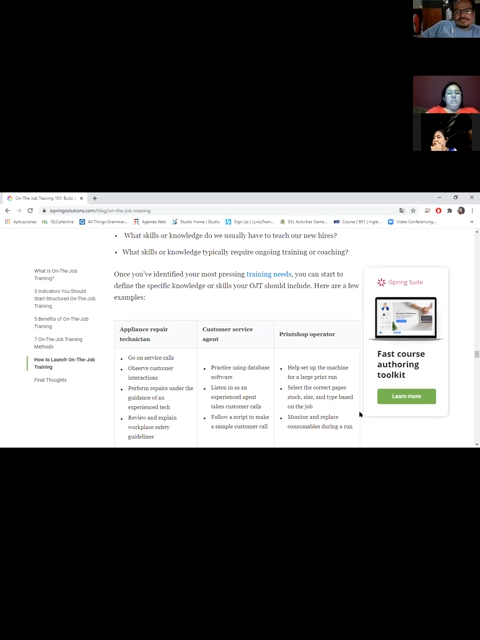 On-The-Job Training 101: Build
ispringsolutions.com/blog/on-the-job-training
Aplicaciones
ISLCollective
All Things Grammar...
Agenda Web
Studio Home | Studio
Sign Up | LyricsTrain...
ESL Activities Game...
Course | 901 | Ingle...
Video Conferencing,...
• What skills or knowledge do we usually have to teach our new hires?
• What skills or knowledge typically require ongoing training or coaching?
What is On-The-Job
Training?
3 Indicators You Should
Start Structured On-The-Job
Training
5 Benefits of On-The-Job
Training
7 On-The-Job Training
Methods
How to Launch On-The-Job
Training
Final Thoughts
Once you've identified your most pressing training needs, you can start
to define the specific knowledge or skills your OJT should include. Here are a few
examples:
Appliance repair
technician
• Go on service calls
• Observe customer
interactions
• Perform repairs under the
guidance of an
experienced tech
• Review and explain
workplace safety
guidelines
Customer service
agent
• Practice using database
software
• Listen in as an
experienced agent
takes customer calls
• Follow a script to make
a sample customer call
Printshop operator
• Help set up the machine
for a large print run
• Select the correct paper
stock, size, and type based
on the job
• Monitor and replace
consumables during a run
iSpring Suite
Fast course
authoring
toolkit
Learn more